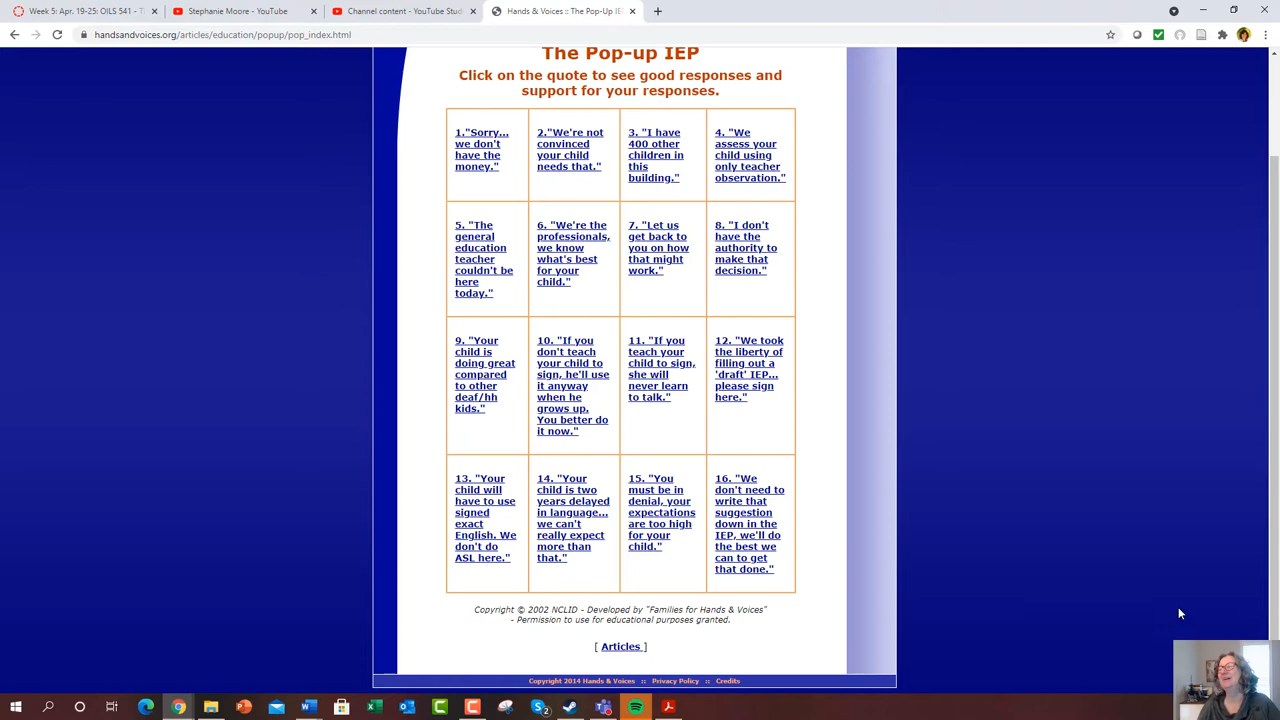 Week 5: Apr. 19-25: OILS 541 - T
Stephanie Moore - YouTube
Channel content - YouTube Stud
Hands & Voices :: The Pop-Up IEP
handsandvoices.org/articles/education/popup/pop_index.html
The Pop-up IEP
Click on the quote to see good responses and
support for your responses.
1."Sorry...
we don't
have the
money."
2."We're not
convinced
your child
needs that."
3. "I have
400 other
children in
this
building."
4. "We
assess your
child using
only teacher
observation."
5. "The
general
education
teacher
couldn't be
here
today."
6. "We're the
professionals,
we know
what's best
for your
child."
7. "Let us
get back to
you on how
that might
work."
8. "I don't
have the
authority to
make that
decision."
9. "Your
child is
doing great
compared
to other
deaf/hh
kids."
10. "If you
don't teach
your child to
sign, he'll use
it anyway
when he
grows up.
You better do
it now."
11. "If you
teach your
child to sign,
she will
never learn
to talk."
12. "We took
the liberty of
filling out a
'draft' IEP...
please sign
here."
13. "Your
child will
have to use
signed
exact
English. We
don't do
ASL here."
14. "Your
child is two
years delayed
in language...
we can't
really expect
more than
that."
15. "You
must be in
denial, your
expectations
are too high
for your
child."
16. "We
don't need to
write that
suggestion
down in the
IEP, we'll do
the best we
can to get
that done."
Copyright © 2002 NCLID - Developed by "Families for Hands & Voices"
- Permission to use for educational purposes granted.
[ Articles ]
Copyright 2014 Hands & Voices :: Privacy Policy :: Credits